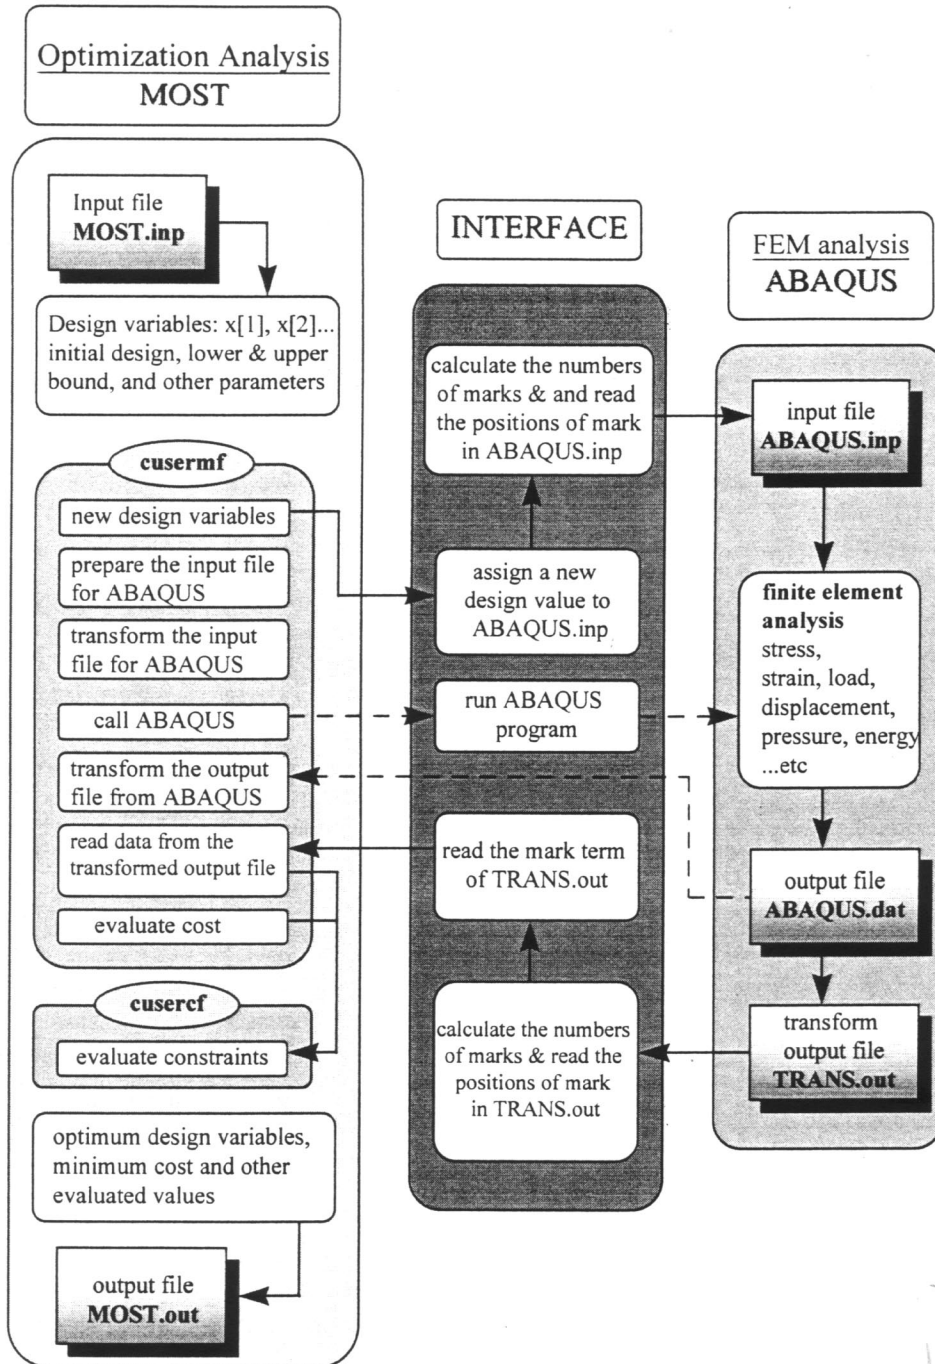 Optimization Analysis
MOST
Input file
MOST.inp
Design variables: x[1], x[2]...
initial design, lower & upper
bound, and other parameters
cusermf
new design variables
prepare the input file
for ABAQUS
transform the input
file for ABAQUS
call ABAQUS
transform the output
file from ABAQUS
read data from the
transformed output file
evaluate cost
cusercf
evaluate constraints
optimum design variables,
minimum cost and other
evaluated values
output file
MOST.out
INTERFACE
calculate the numbers
of marks & and read
the positions of mark
in ABAQUS.inp
assign a new
design value to
ABAQUS.inp
run ABAQUS
program
read the mark term
of TRANS.out
calculate the numbers
of marks & read the
positions of mark
in TRANS.out
FEM analysis
ABAQUS
input file
ABAQUS.inp
finite element
analysis
stress,
strain, load,
displacement,
pressure, energy
...etc
output file
ABAQUS.dat
transform
output file
TRANS.out